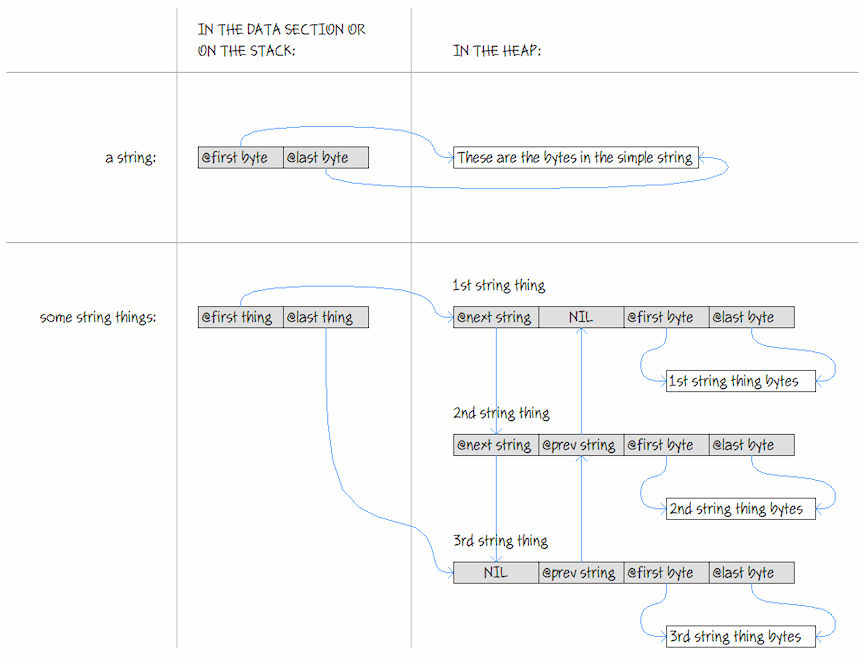 IN THE DATA SECTION OR
ON THE STACK:
IN THE HEAP:
a string:
@first byte @last byte
These are the bytes in the simple string
some string things:
@first thing @last thing
1st string thing
@next string NIL @first byte @last byte
1st string thing bytes
2nd string thing
@next string @prev string @first byte @last byte
2nd string thing bytes
3rd string thing
NIL @prev string @first byte @last byte
3rd string thing bytes